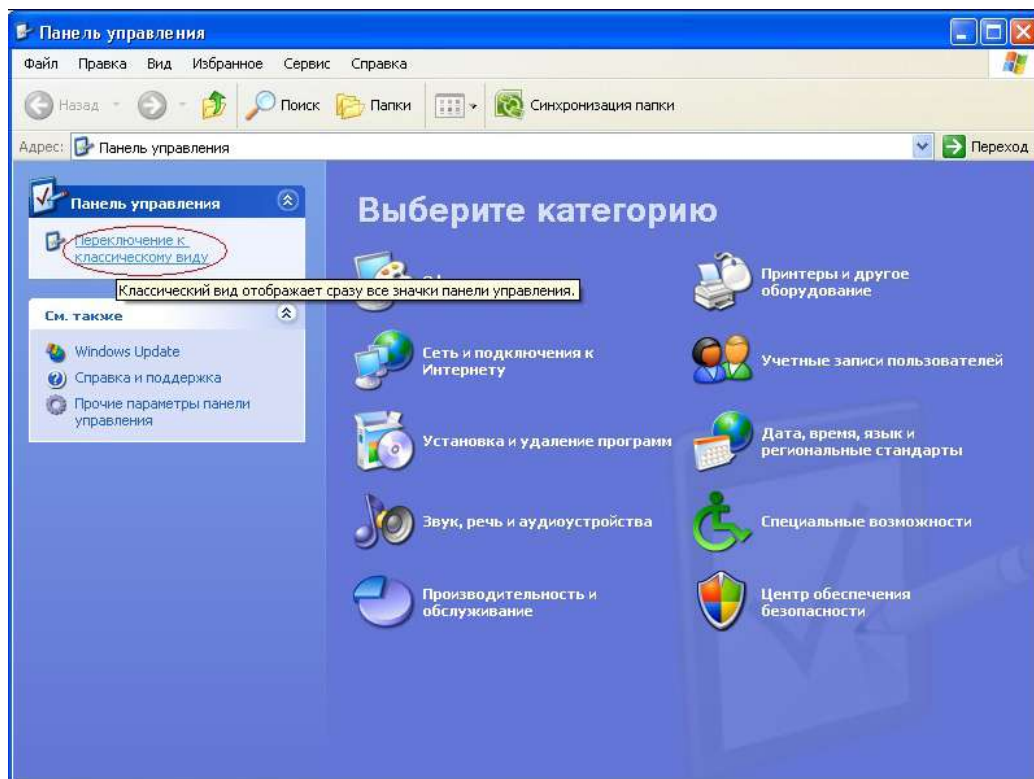 Панель управления
Файл Правка Вид Избранное Сервис Справка
Назад Поиск Папки Синхронизация папки
Адрес: Панель управления Переход
Панель управления
Переключение к
классическому виду
Классический вид отображает сразу все значки панели управления.
См. также
Windows Update
Справка и поддержка
Прочие параметры панели
управления
Выберите категорию
Принтеры и другое
оборудование
Сеть и подключения к
Интернету
Учетные записи пользователей
Установка и удаление программ
Дата, время, язык и
региональные стандарты
Звук, речь и аудиоустройства
Специальные возможности
Производительность и
обслуживание
Центр обеспечения
безопасности